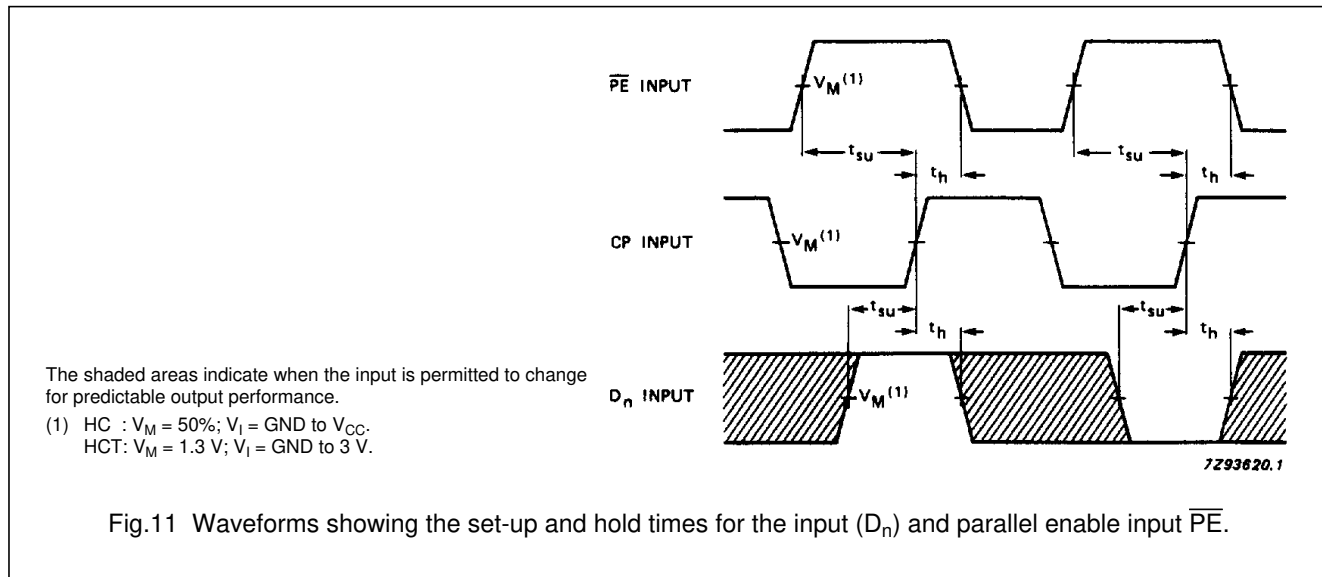 P̅E̅ INPUT
V_M^(1)
t_su
t_su
t_h
t_h
CP INPUT
V_M^(1)
t_su
t_su
t_h
t_h
The shaded areas indicate when the input is permitted to change
for predictable output performance.
D_n INPUT
V_M^(1)
(1) HC : V_M = 50%; V_I = GND to V_CC.
HCT: V_M = 1.3 V; V_I = GND to 3 V.
7Z93620.1
Fig.11 Waveforms showing the set-up and hold times for the input (D_n) and parallel enable input P̅E̅.